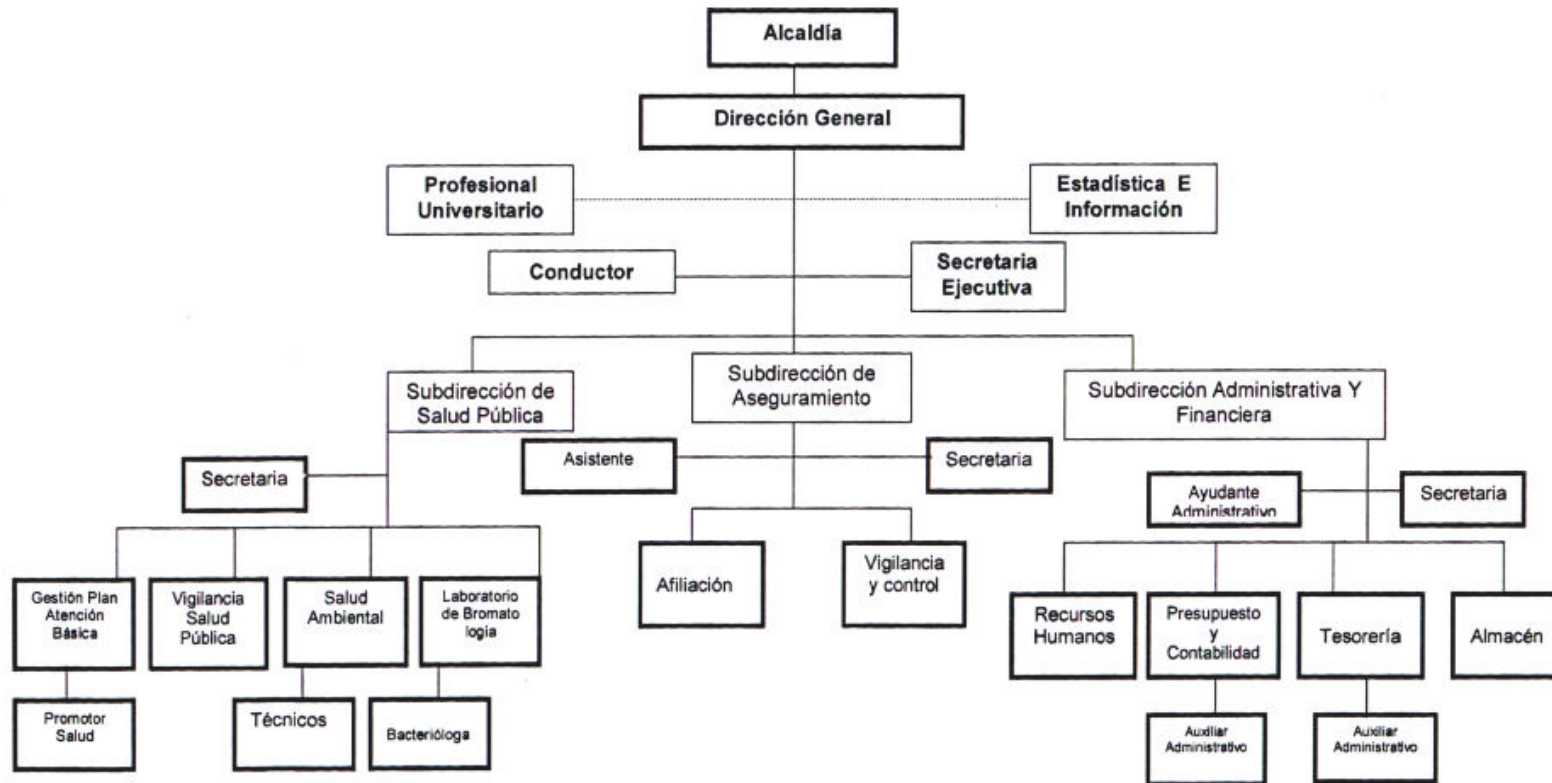 Alcaldía
Dirección General
Profesional
Universitario
Estadística E
Información
Conductor
Secretaria
Ejecutiva
Subdirección de
Salud Pública
Subdirección de
Aseguramiento
Subdirección Administrativa Y
Financiera
Secretaria
Asistente
Secretaria
Ayudante
Administrativo
Secretaria
Gestión Plan
Atención
Básica
Vigilancia
Salud
Pública
Salud
Ambiental
Laboratorio
de Bromato
logía
Afiliación
Vigilancia
y control
Recursos
Humanos
Presupuesto
y
Contabilidad
Tesorería
Almacén
Promotor
Salud
Técnicos
Bacterióloga
Auxiliar
Administrativo
Auxiliar
Administrativo